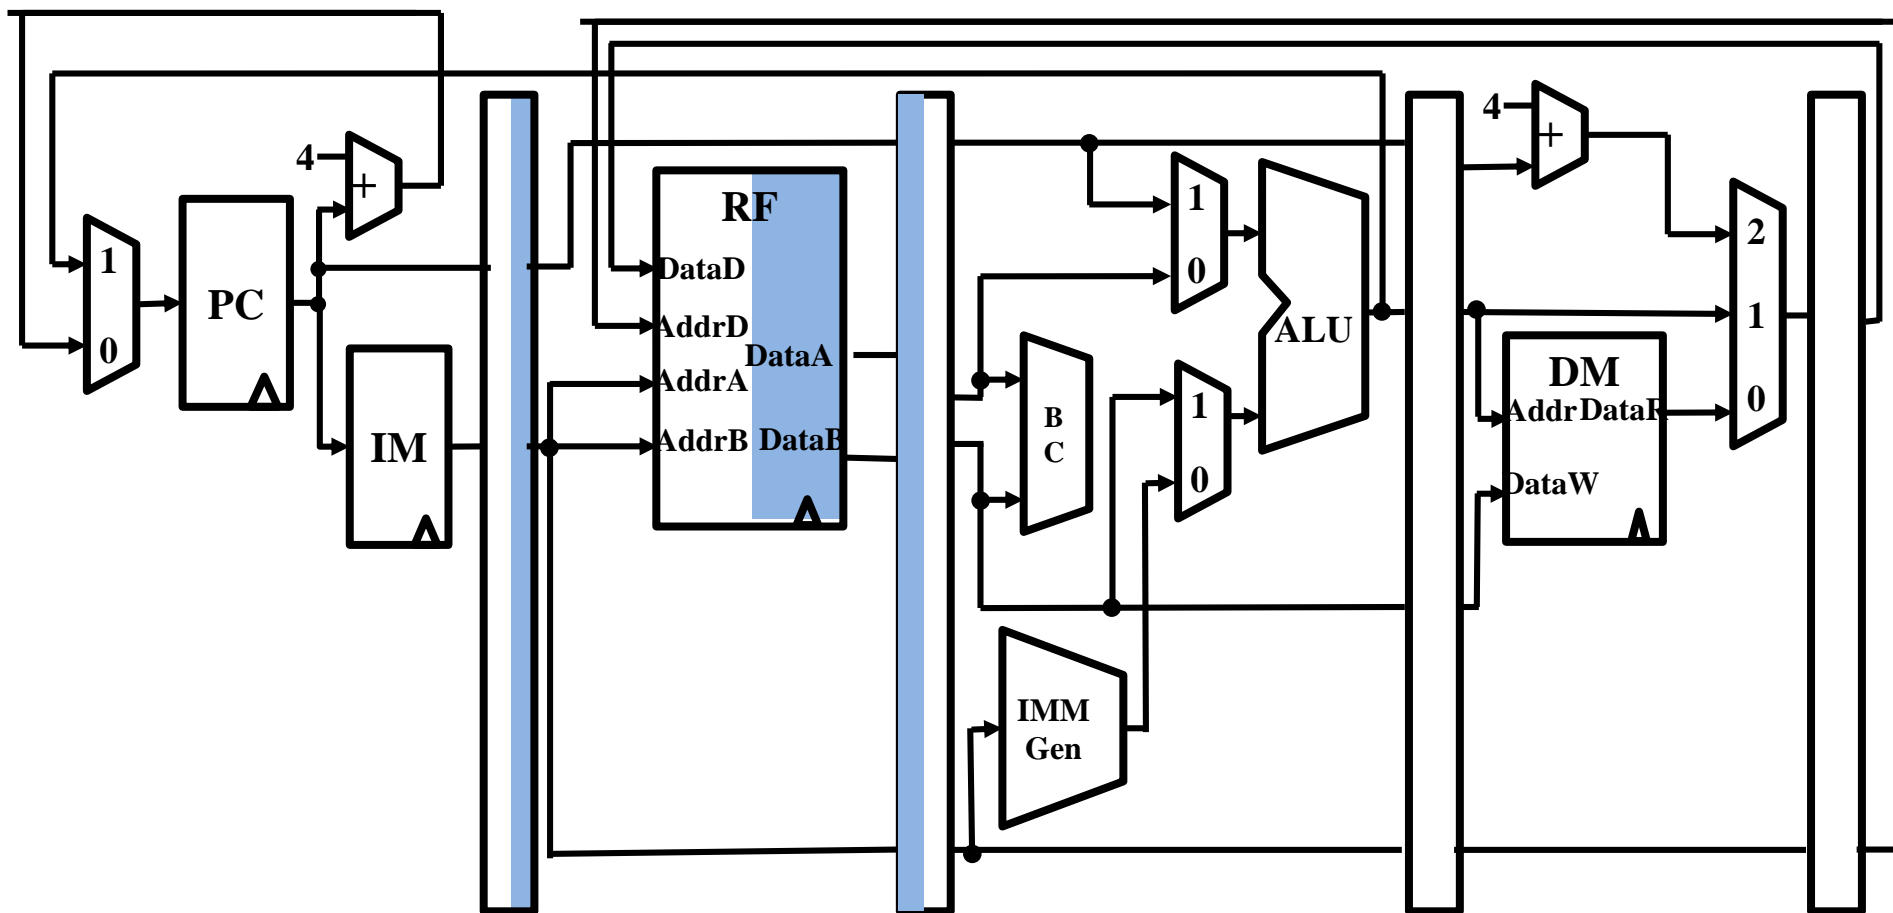 4
+
1
0
PC
IM
RF
DataD
AddrD
DataA
AddrA
AddrB DataB
1
0
B
C
1
0
ALU
IMM
Gen
4
+
DM
Addr DataR
DataW
2
1
0